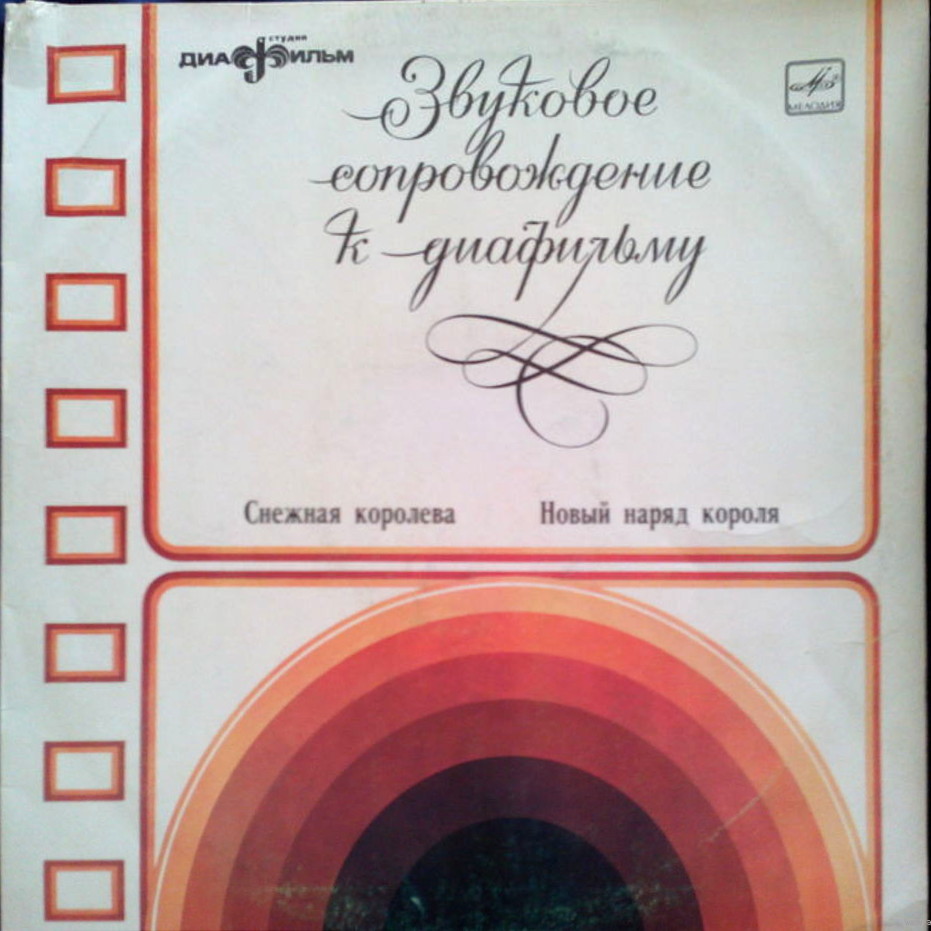 студия
ДИАФИЛЬМ
МЕЛОДИЯ
Звуковое
сопровождение
к диафильму
Снежная королева
Новый наряд короля